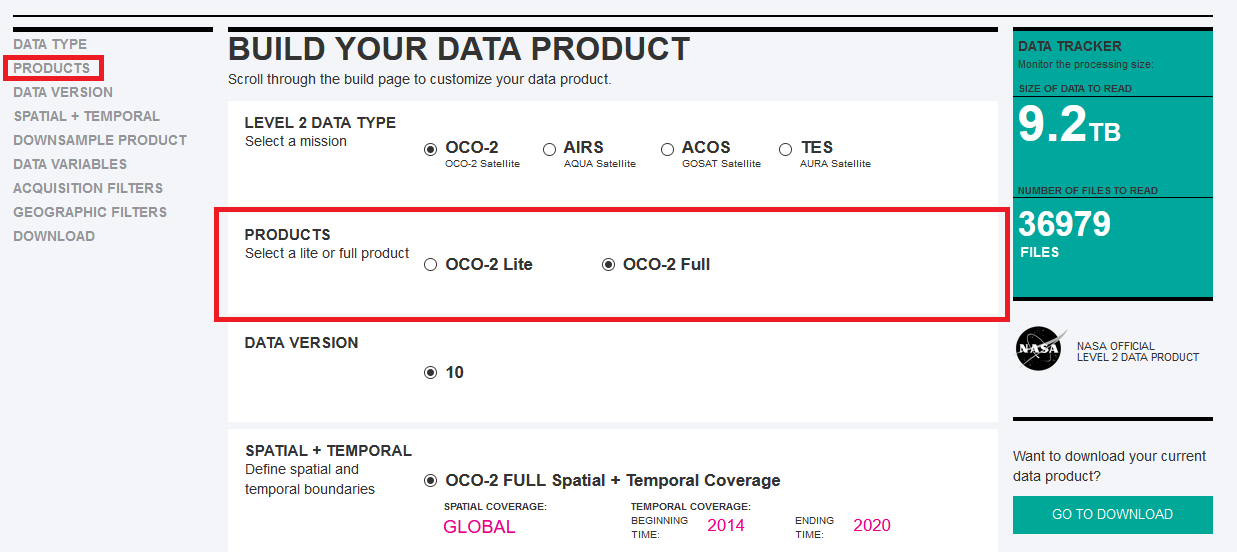 DATA TYPE
PRODUCTS
DATA VERSION
SPATIAL + TEMPORAL
DOWNSAMPLE PRODUCT
DATA VARIABLES
ACQUISITION FILTERS
GEOGRAPHIC FILTERS
DOWNLOAD
BUILD YOUR DATA PRODUCT
Scroll through the build page to customize your data product.
LEVEL 2 DATA TYPE
Select a mission
OCO-2 AIRS ACOS TES
OCO-2 Satellite AQUA Satellite GOSAT Satellite AURA Satellite
PRODUCTS
Select a lite or full product
OCO-2 Lite OCO-2 Full
DATA VERSION
10
SPATIAL + TEMPORAL
Define spatial and
temporal boundaries
OCO-2 FULL Spatial + Temporal Coverage
SPATIAL COVERAGE:
GLOBAL
TEMPORAL COVERAGE:
BEGINNING
TIME:
2014
ENDING
TIME:
2020
DATA TRACKER
Monitor the processing size:
SIZE OF DATA TO READ
9.2TB
NUMBER OF FILES TO READ
36979
FILES
NASA
NASA OFFICIAL
LEVEL 2 DATA PRODUCT
Want to download your current
data product?
GO TO DOWNLOAD